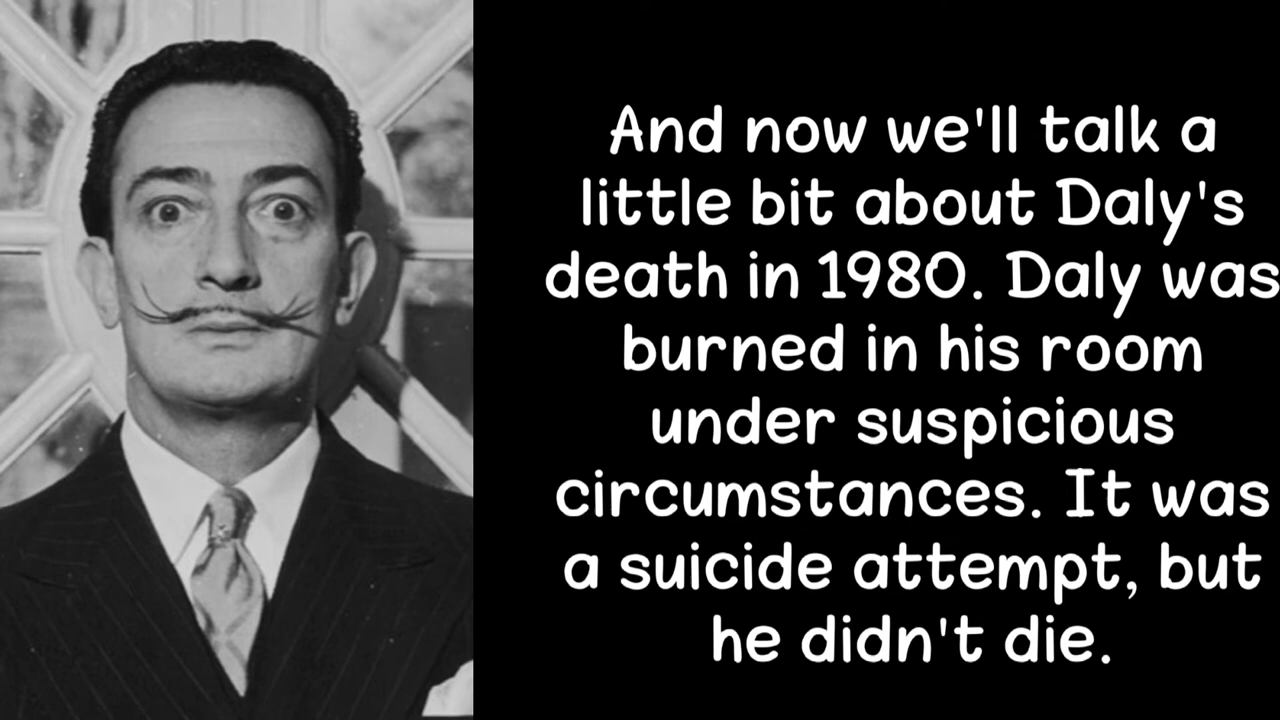 And now we'll talk a
little bit about Daly's
death in 1980. Daly was
burned in his room
under suspicious
circumstances. It was
a suicide attempt, but
he didn't die.